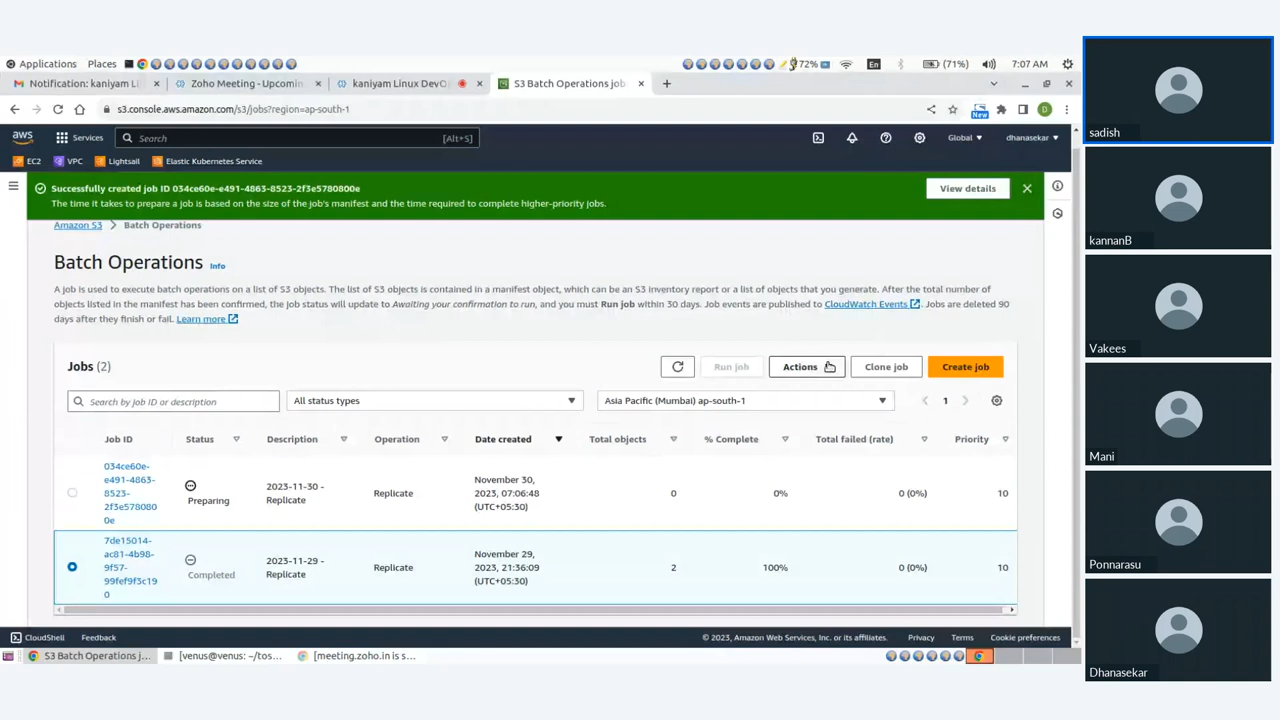 Applications Places
72% En (71%) 7:07 AM
Notification: kaniyam L
Zoho Meeting - Upcomin
kaniyam Linux DevO
S3 Batch Operations job
s3.console.aws.amazon.com/s3/jobs?region=ap-south-1
New
D
aws Services Search [Alt+S] Global dhanasekar
EC2 VPC Lightsail Elastic Kubernetes Service
Successfully created job ID 034ce60e-e491-4863-8523-2f3e5780800e
The time it takes to prepare a job is based on the size of the job's manifest and the time required to complete higher-priority jobs.
View details
Amazon S3 Batch Operations
Batch Operations Info
A job is used to execute batch operations on a list of S3 objects. The list of S3 objects is contained in a manifest object, which can be an S3 inventory report or a list of objects that you generate. After the total number of
objects listed in the manifest has been confirmed, the job status will update to Awaiting your confirmation to run, and you must Run job within 30 days. Job events are published to CloudWatch Events. Jobs are deleted 90
days after they finish or fail. Learn more
Jobs (2)
Run job Actions Clone job Create job
Search by job ID or description
All status types
Asia Pacific (Mumbai) ap-south-1
1
Job ID Status Description Operation Date created Total objects % Complete Total failed (rate) Priority
034ce60e-
e491-4863-
8523-
2f3e578080
0e
Preparing
2023-11-30 -
Replicate
Replicate
November 30,
2023, 07:06:48
(UTC+05:30)
0
0%
0 (0%)
10
7de15014-
ac81-4b98-
9f57-
99fef9f3c19
0
Completed
2023-11-29 -
Replicate
Replicate
November 29,
2023, 21:36:09
(UTC+05:30)
2
100%
0 (0%)
10
CloudShell Feedback © 2023, Amazon Web Services, Inc. or its affiliates. Privacy Terms Cookie preferences
S3 Batch Operations j...
[venus@venus: ~/tos...
[meeting.zoho.in is s...
sadish
kannanB
Vakees
Mani
Ponnarasu
Dhanasekar